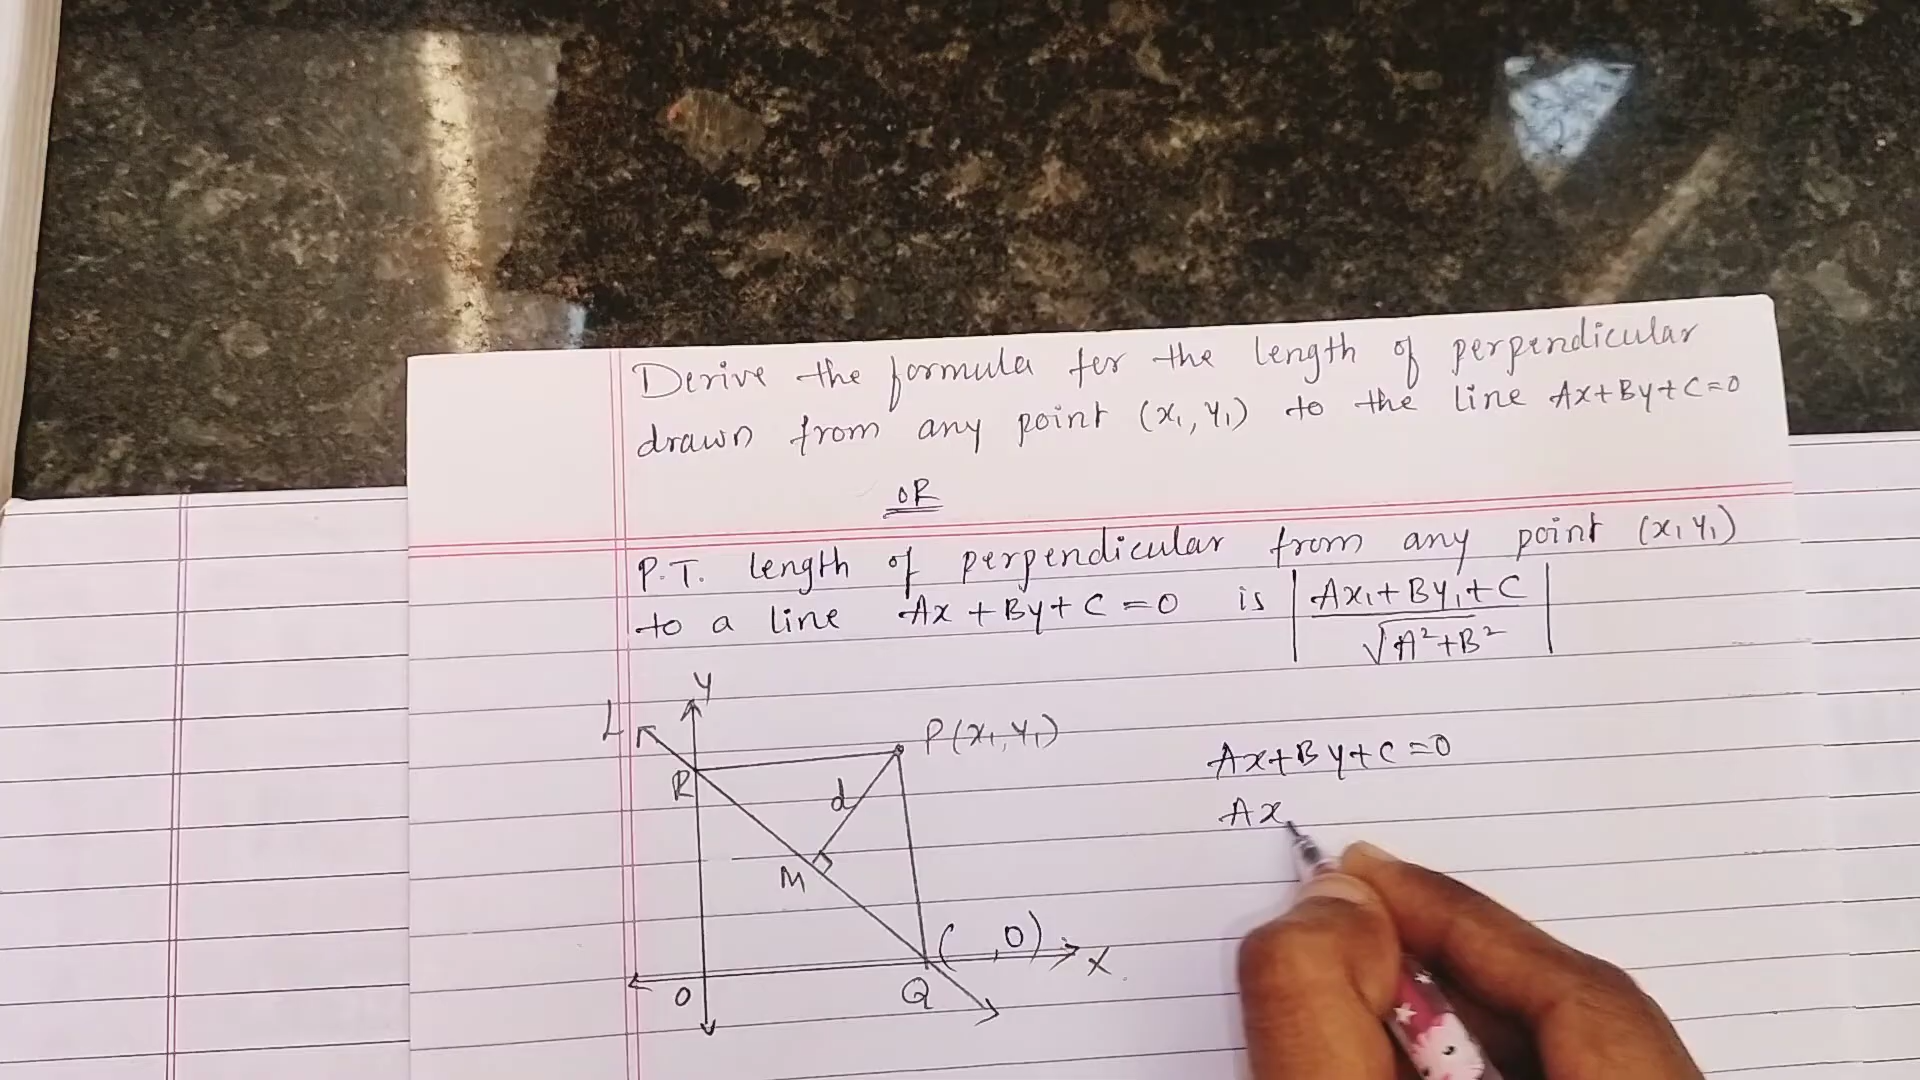 Derive the formula for the length of perpendicular
drawn from any point (x₁, y₁) to the line Ax+By+C=0
OR
P.T. length of perpendicular from any point (x₁ y₁)
to a line Ax+By+C=0 is |Ax₁+By₁+C
√A²+B²|
y
L
P(x₁, y₁)
R
d
M
( ,0)
X
O
Q
Ax+By+C=0
Ax